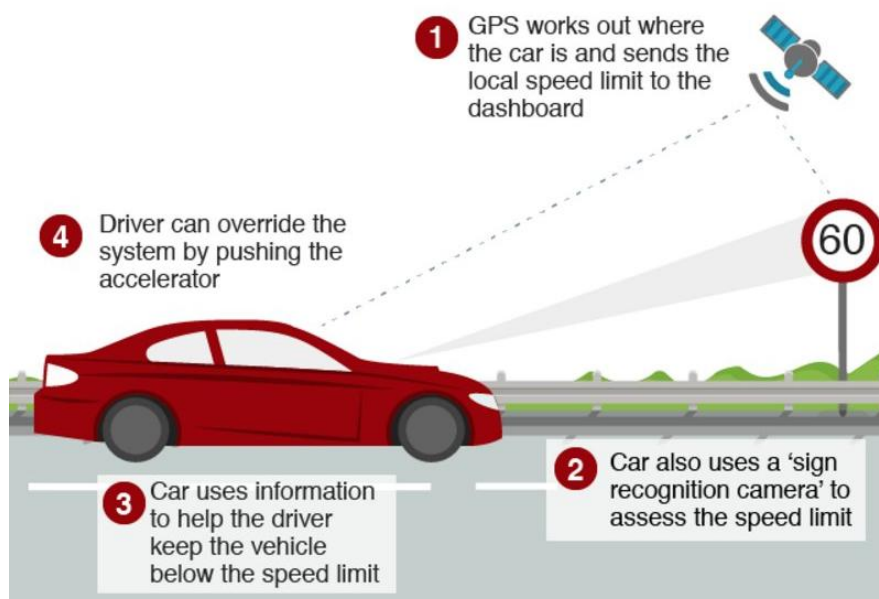 1
GPS works out where
the car is and sends the
local speed limit to the
dashboard
60
4
Driver can override the
system by pushing the
accelerator
2
Car also uses a ‘sign
recognition camera’ to
assess the speed limit
3
Car uses information
to help the driver
keep the vehicle
below the speed limit